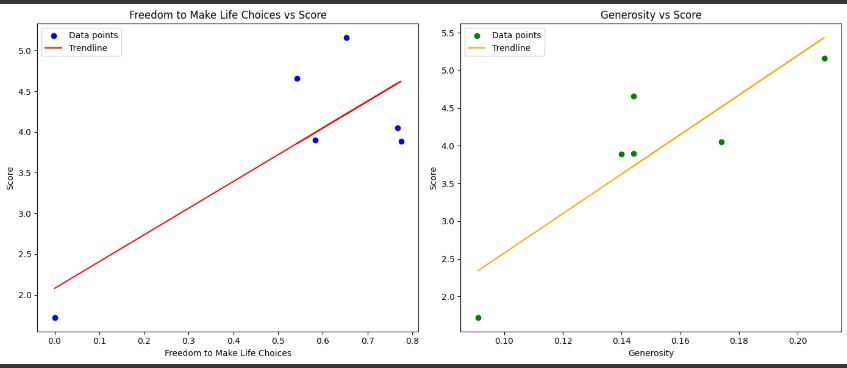 Freedom to Make Life Choices vs Score
Data points
Trendline
5.0
4.5
4.0
3.5
3.0
2.5
2.0
Score
0.0 0.1 0.2 0.3 0.4 0.5 0.6 0.7 0.8
Freedom to Make Life Choices
Generosity vs Score
Data points
Trendline
5.5
5.0
4.5
4.0
3.5
3.0
2.5
2.0
Score
0.10 0.12 0.14 0.16 0.18 0.20
Generosity